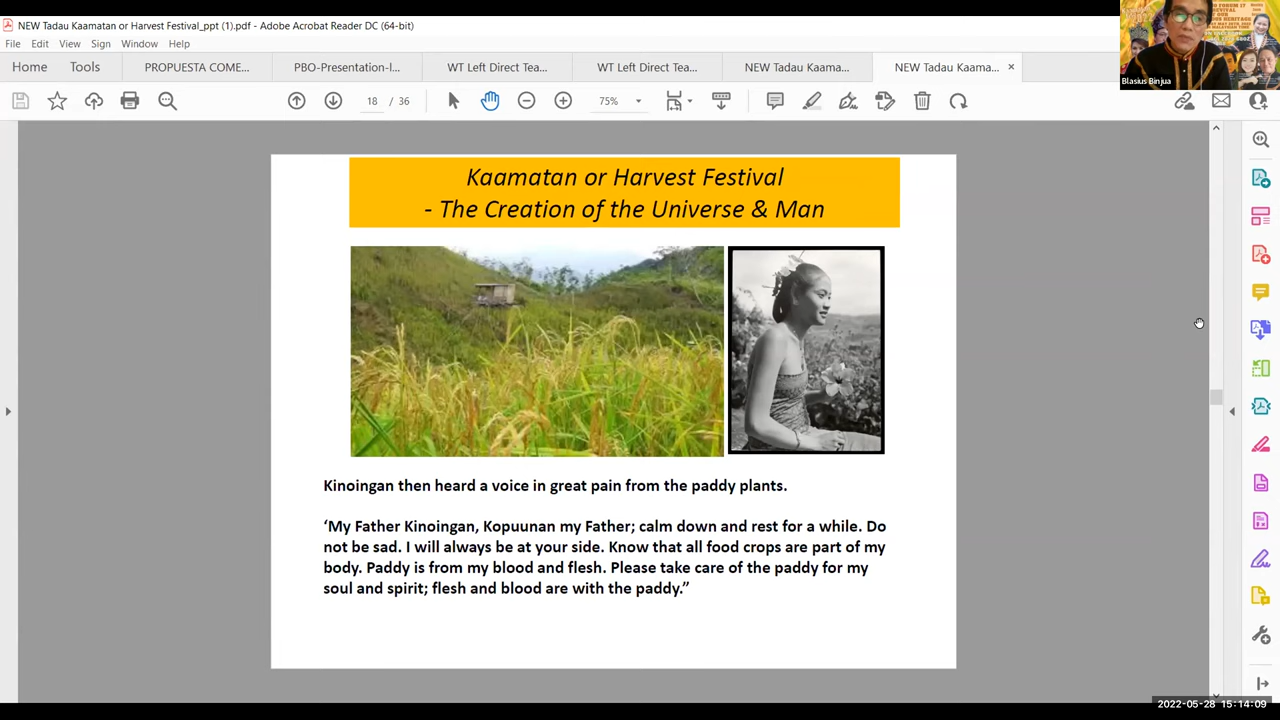 NEW Tadau Kaamatan or Harvest Festival_ppt (1).pdf - Adobe Acrobat Reader DC (64-bit)
File Edit View Sign Window Help
Home Tools PROPUESTA COME... PBO-Presentation-l... WT Left Direct Tea... WT Left Direct Tea... NEW Tadau Kaama... NEW Tadau Kaama... ×
18 / 36 75%
Blasius Binjua
Kaamatan or Harvest Festival
- The Creation of the Universe & Man
Kinoingan then heard a voice in great pain from the paddy plants.
‘My Father Kinoingan, Kopuunan my Father; calm down and rest for a while. Do
not be sad. I will always be at your side. Know that all food crops are part of my
body. Paddy is from my blood and flesh. Please take care of the paddy for my
soul and spirit; flesh and blood are with the paddy.”
2022-05-28 15:14:09